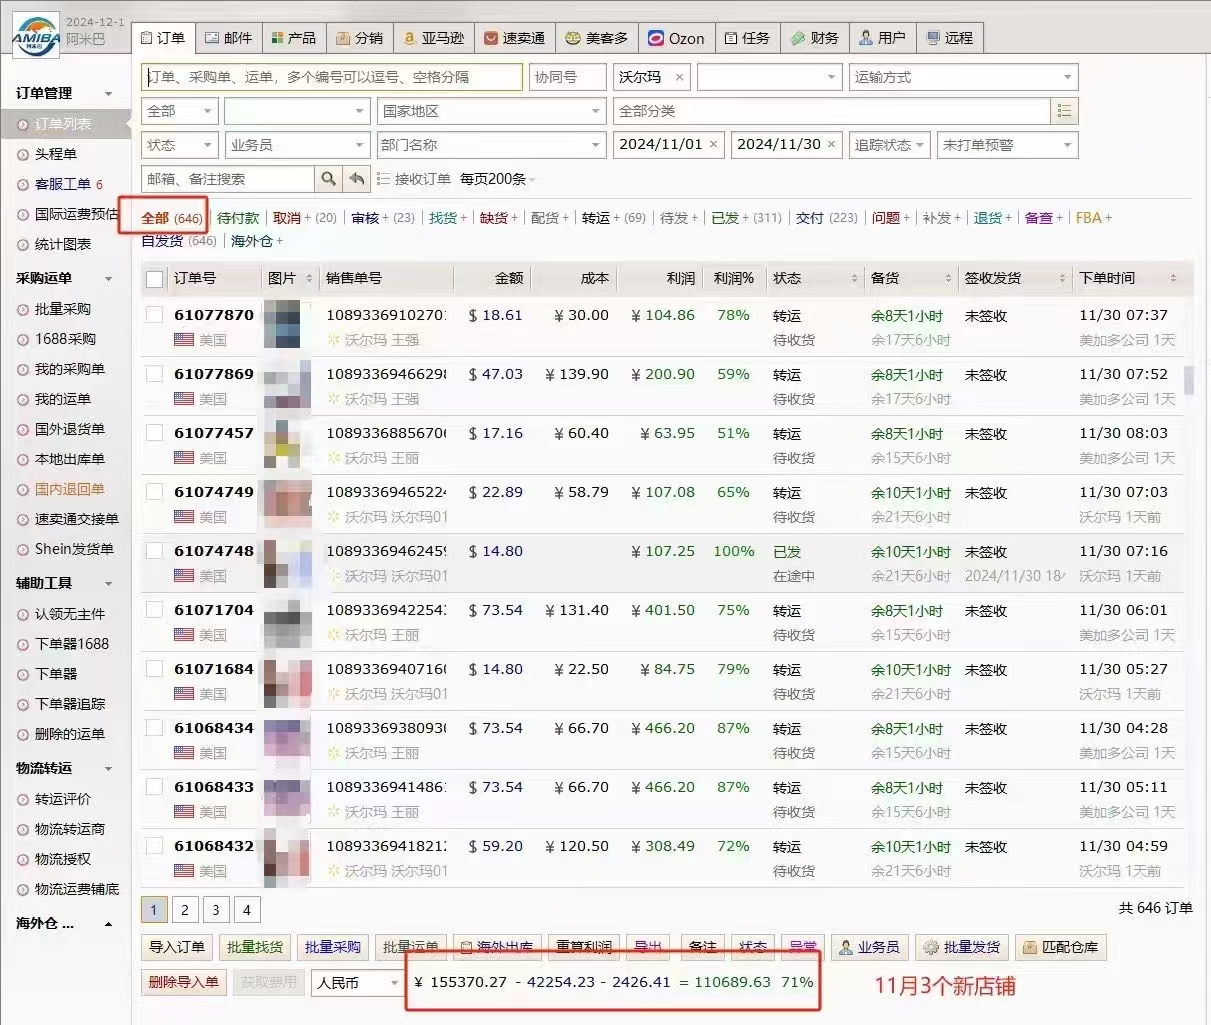 AMIBA
阿米巴
2024-12-1
阿米巴
订单
邮件
产品
分销
亚马逊
速卖通
美客多
Ozon
任务
财务
用户
远程
订单、采购单、运单，多个编号可以逗号、空格分隔
协同号
沃尔玛 ×
运输方式
全部
国家地区
全部分类
状态
业务员
部门名称
2024/11/01 ×
2024/11/30 ×
追踪状态
未打单预警
邮箱、备注搜索
接收订单
每页200条
全部 (646) 待付款 取消+ (20) 审核+ (23) 找货+ 缺货+ 配货+ 转运+ (69) 待发+ 已发+ (311) 交付 (223) 问题+ 补发+ 退货+ 备查+ FBA+
自发货 (646) 海外仓+
订单管理
订单列表
头程单
客服工单 6
国际运费预估
统计图表
采购运单
批量采购
1688采购
我的采购单
我的运单
国外退货单
本地出库单
国内退回单
速卖通交接单
Shein发货单
辅助工具
认领无主件
下单器1688
下单器
下单器追踪
删除的运单
物流转运
转运评价
物流转运商
物流授权
物流运费铺底
海外仓 ...
订单号 图片 销售单号 金额 成本 利润 利润% 状态 备货 签收发货 下单时间
61077870 1089336910270 $ 18.61 ¥ 30.00 ¥ 104.86 78% 转运 余8天1小时 未签收 11/30 07:37
美国 沃尔玛 王强 待收货 余17天6小时 美加多公司 1天
61077869 1089336946629 $ 47.03 ¥ 139.90 ¥ 200.90 59% 转运 余8天1小时 未签收 11/30 07:52
美国 沃尔玛 王强 待收货 余17天6小时 美加多公司 1天
61077457 1089336885670 $ 17.16 ¥ 60.40 ¥ 63.95 51% 转运 余8天1小时 未签收 11/30 08:03
美国 沃尔玛 王丽 待收货 余15天6小时 美加多公司 1天
61074749 1089336946522 $ 22.89 ¥ 58.79 ¥ 107.08 65% 转运 余10天1小时 未签收 11/30 07:03
美国 沃尔玛 沃尔玛01 待收货 余21天6小时 沃尔玛 1天前
61074748 1089336946245 $ 14.80 ¥ 107.25 100% 已发 余10天1小时 未签收 11/30 07:16
美国 沃尔玛 沃尔玛01 在途中 余21天6小时 2024/11/30 18 沃尔玛 1天前
61071704 1089336942254 $ 73.54 ¥ 131.40 ¥ 401.50 75% 转运 余8天1小时 未签收 11/30 06:01
美国 沃尔玛 王丽 待收货 余15天6小时 美加多公司 1天
61071684 1089336940716 $ 14.80 ¥ 22.50 ¥ 84.75 79% 转运 余10天1小时 未签收 11/30 05:27
美国 沃尔玛 沃尔玛01 待收货 余21天6小时 沃尔玛 1天前
61068434 1089336938093 $ 73.54 ¥ 66.70 ¥ 466.20 87% 转运 余8天1小时 未签收 11/30 04:28
美国 沃尔玛 王丽 待收货 余15天6小时 美加多公司 1天
61068433 1089336941486 $ 73.54 ¥ 66.70 ¥ 466.20 87% 转运 余8天1小时 未签收 11/30 05:11
美国 沃尔玛 王丽 待收货 余15天6小时 美加多公司 1天
61068432 1089336941821 $ 59.20 ¥ 120.50 ¥ 308.49 72% 转运 余10天1小时 未签收 11/30 04:59
美国 沃尔玛 沃尔玛01 待收货 余21天6小时 沃尔玛 1天前
1 2 3 4
共 646 订单
导入订单 批量找货 批量采购 批量运单 海外出库 重算利润 导出 备注 状态 异常 业务员 批量发货 匹配仓库
删除导入单 获取费用 人民币 ¥ 155370.27 - 42254.23 - 2426.41 = 110689.63 71%
11月3个新店铺